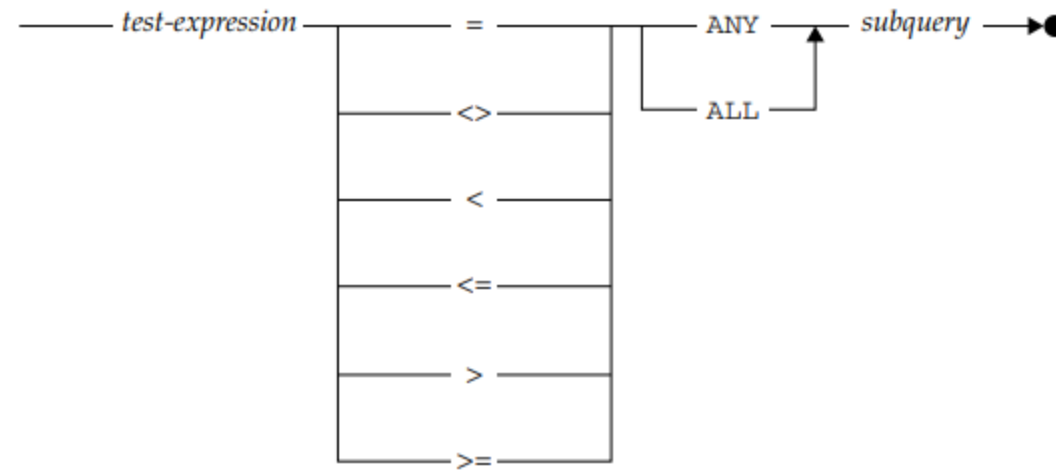 test-expression = ANY subquery
<> ALL
<
<=
>
>=